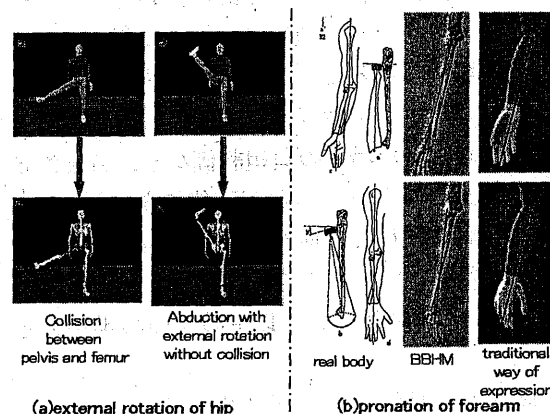 Collision
between
pelvis and femur
Abduction with
external rotation
without collision
(a)external rotation of hip
real body
BBHM
traditional
way of
expression
(b)pronation of forearm